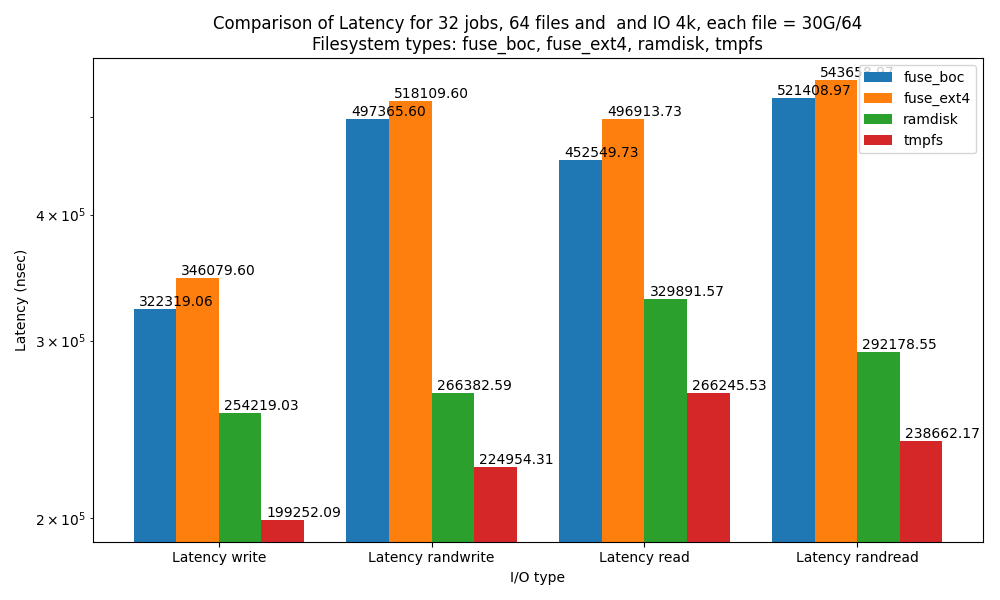 Comparison of Latency for 32 jobs, 64 files and  and IO 4k, each file = 30G/64
Filesystem types: fuse_boc, fuse_ext4, ramdisk, tmpfs
fuse_boc
fuse_ext4
ramdisk
tmpfs
Latency (nsec)
4 × 10⁵
3 × 10⁵
2 × 10⁵
322319.06
346079.60
254219.03
199252.09
497365.60
518109.60
266382.59
224954.31
452549.73
496913.73
329891.57
266245.53
521408.97
292178.55
238662.17
Latency write
Latency randwrite
Latency read
Latency randread
I/O type